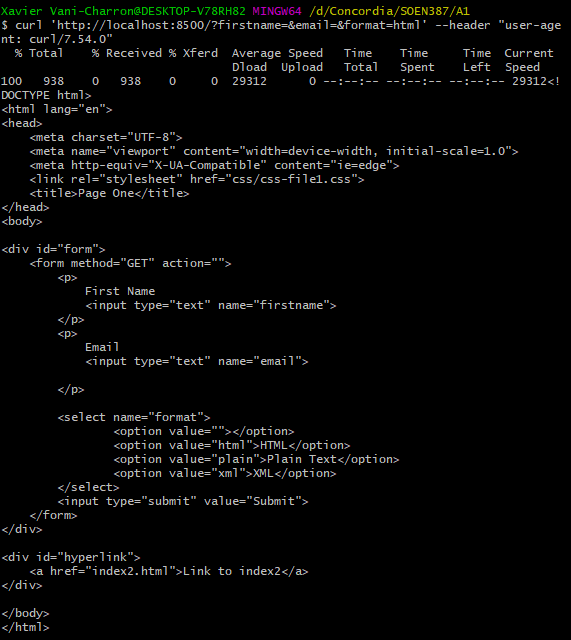 Xavier Vani-Charron@DESKTOP-V78RH82 MINGW64 /d/Concordia/SOEN387/A1
$ curl 'http://localhost:8500/?firstname=&email=&format=html' --header "user-age
nt: curl/7.54.0"
  % Total    % Received % Xferd  Average Speed   Time    Time     Time  Current
                                 Dload  Upload   Total   Spent    Left  Speed
100   938    0   938    0     0  29312      0 --:--:-- --:--:-- --:--:-- 29312<!
DOCTYPE html>
<html lang="en">
<head>
    <meta charset="UTF-8">
    <meta name="viewport" content="width=device-width, initial-scale=1.0">
    <meta http-equiv="X-UA-Compatible" content="ie=edge">
    <link rel="stylesheet" href="css/css-file1.css">
    <title>Page One</title>
</head>
<body>

<div id="form">
    <form method="GET" action="">
        <p>
            First Name
            <input type="text" name="firstname">
        </p>
        <p>
            Email
            <input type="text" name="email">

        </p>

        <select name="format">
                <option value=""></option>
                <option value="html">HTML</option>
                <option value="plain">Plain Text</option>
                <option value="xml">XML</option>
        </select>
        <input type="submit" value="Submit">
    </form>
</div>

<div id="hyperlink">
    <a href="index2.html">Link to index2</a>
</div>

</body>
</html>